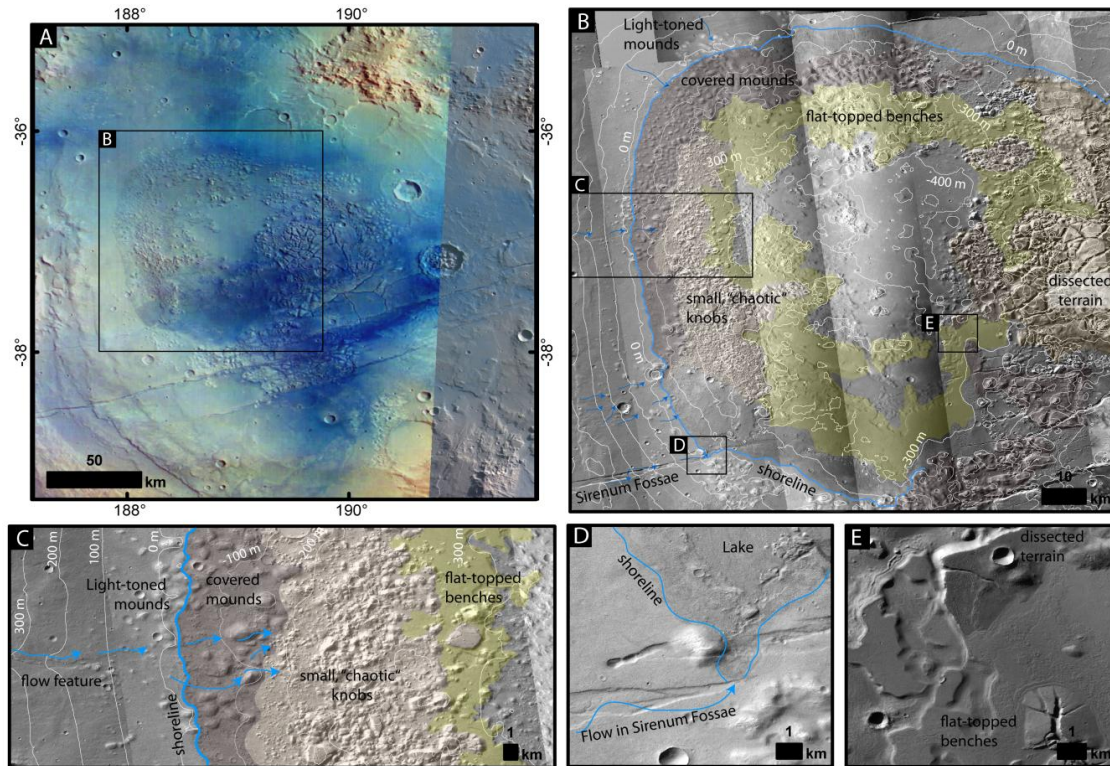 188°
190°
A
-36°
B
-38°
50
km
188°
190°
B
Light-toned
mounds
0 m
0 m
covered mounds
flat-topped benches
-300 m
-300 m
-400 m
C
small, "chaotic"
knobs
dissected
terrain
E
0 m
D
-300 m
Sirenum Fossae
shoreline
10
km
-36°
-38°
C
300 m
200 m
100 m
0 m
-100 m
-300 m
Light-toned
mounds
covered
mounds
flat-topped
benches
flow feature
shoreline
small, "chaotic"
knobs
1
km
D
Lake
shoreline
Flow in Sirenum Fossae
1
km
E
dissected
terrain
flat-topped
benches
1
km